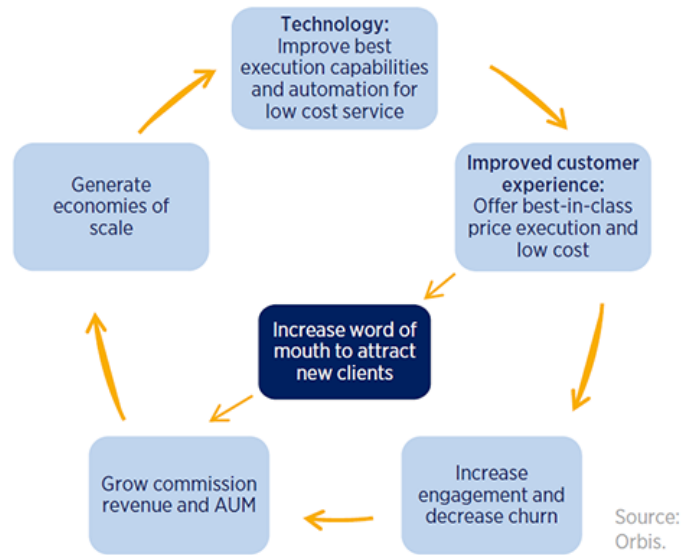 Technology:
Improve best
execution capabilities
and automation for
low cost service
Improved customer
experience:
Offer best-in-class
price execution and
low cost
Generate
economies of
scale
Increase word of
mouth to attract
new clients
Grow commission
revenue and AUM
Increase
engagement and
decrease churn
Source:
Orbis.